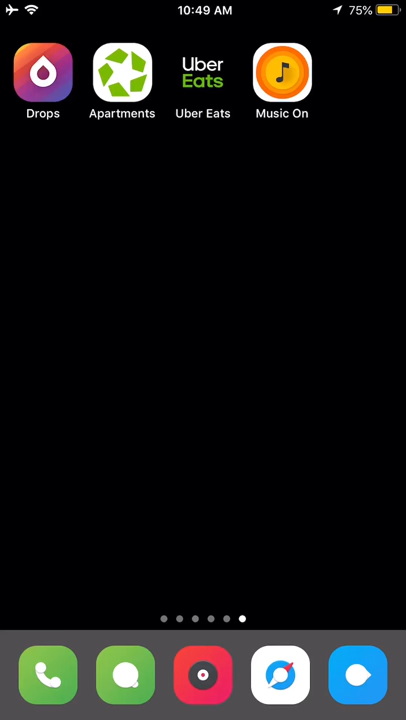 10:49 AM
75%
Uber
Eats
Drops
Apartments
Uber Eats
Music On